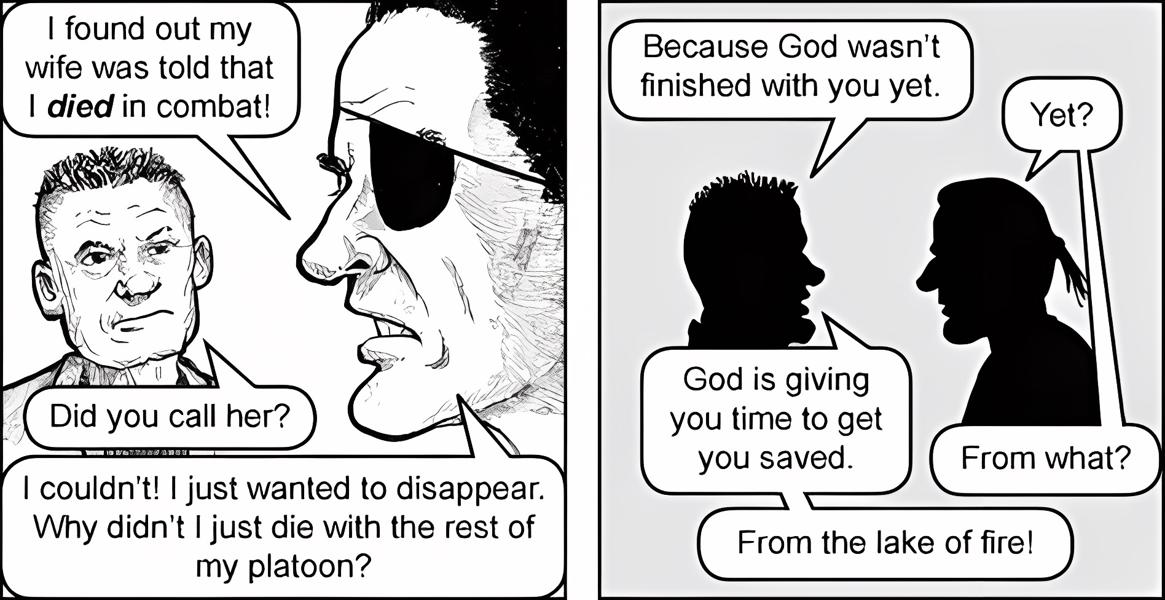 I found out my
wife was told that
I died in combat!
Did you call her?
I couldn't! I just wanted to disappear.
Why didn't I just die with the rest of
my platoon?
Because God wasn't
finished with you yet.
Yet?
God is giving
you time to get
you saved.
From what?
From the lake of fire!